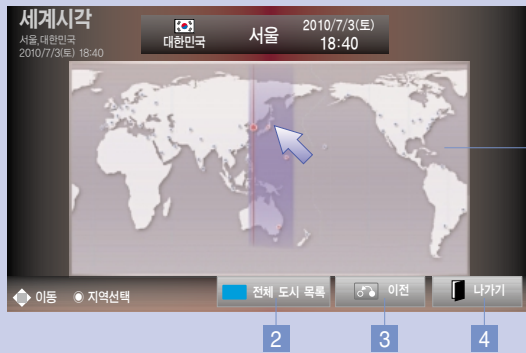 세계시각
서울,대한민국
2010/7/3(토) 18:40
대한민국
서울
2010/7/3(토)
18:40
이동
지역선택
전체 도시 목록
이전
나가기
2
3
4